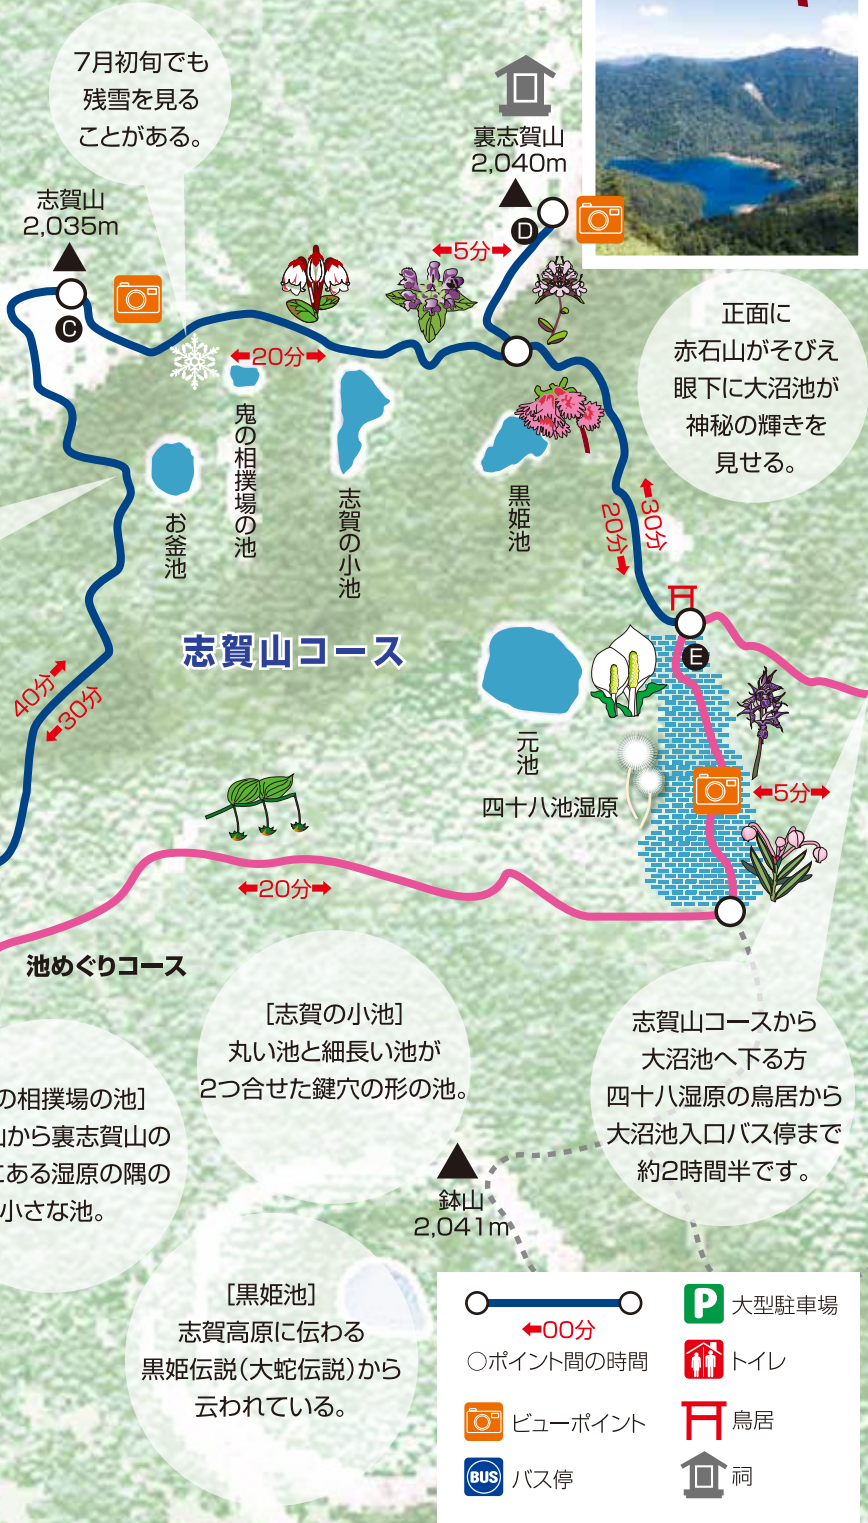 7月初旬でも
残雪を見る
ことがある。
裏志賀山
2,040m
志賀山
2,035m
D
5分
C
20分
正面に
赤石山がそびえ
眼下に大沼池が
神秘の輝きを
見せる。
お釜池
鬼の相撲場の池
志賀の小池
黒姫池
30分
20分
志賀山コース
E
40分
30分
元池
四十八池湿原
5分
20分
池めぐりコース
[志賀の小池]
丸い池と細長い池が
2つ合せた鍵穴の形の池。
の相撲場の池]
山から裏志賀山の
にある湿原の隅の
小さな池。
志賀山コースから
大沼池へ下る方
四十八湿原の鳥居から
大沼池入口バス停まで
約2時間半です。
鉢山
2,041m
[黒姫池]
志賀高原に伝わる
黒姫伝説(大蛇伝説)から
云われている。
00分
○ポイント間の時間
P 大型駐車場
トイレ
ビューポイント
鳥居
BUS バス停
祠